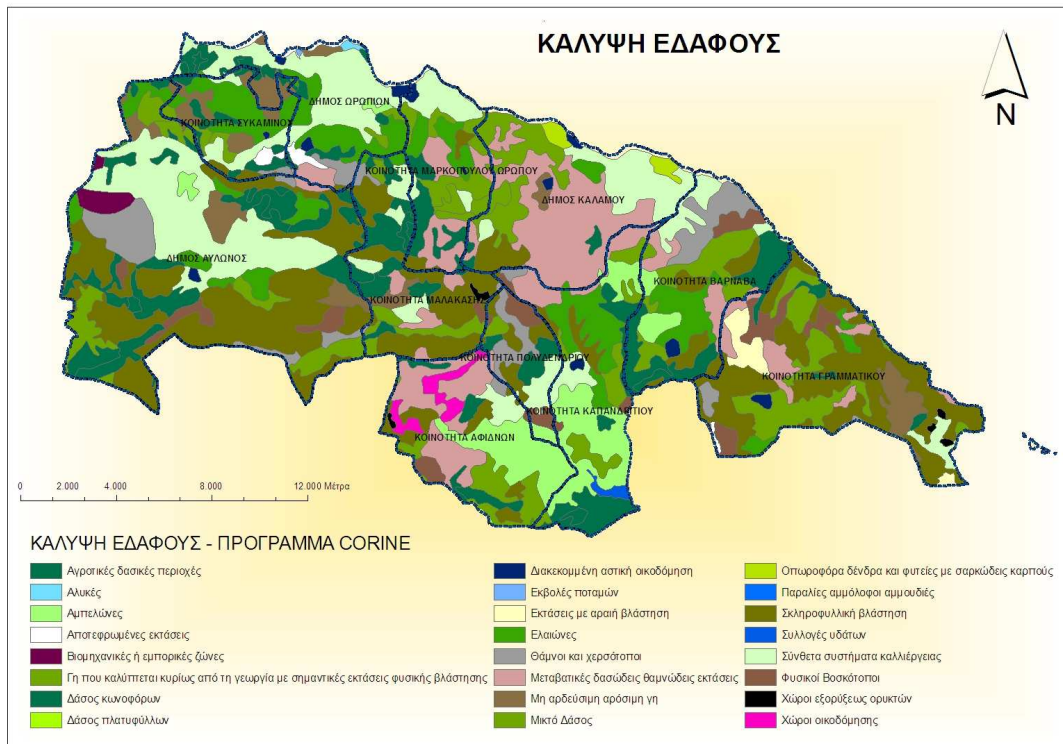 ΚΑΛΥΨΗ ΕΔΑΦΟΥΣ
N
ΔΗΜΟΣ ΩΡΩΠΙΩΝ
ΚΟΙΝΟΤΗΤΑ ΣΥΚΑΜΙΝΟΣ
ΚΟΙΝΟΤΗΤΑ ΜΑΡΚΟΠΟΥΛΟΣ ΩΡΩΠΟΥ
ΔΗΜΟΣ ΚΑΛΑΜΟΥ
ΔΗΜΟΣ ΑΥΛΩΝΟΣ
ΚΟΙΝΟΤΗΤΑ ΒΑΡΝΑΒΑ
ΚΟΙΝΟΤΗΤΑ ΜΑΛΑΚΑΣΗΣ
ΚΟΙΝΟΤΗΤΑ ΠΟΛΥΔΕΝΔΡΙΟΥ
ΚΟΙΝΟΤΗΤΑ ΓΡΑΜΜΑΤΙΚΟΥ
ΚΟΙΝΟΤΗΤΑ ΚΑΠΑΝΔΡΙΤΙΟΥ
ΚΟΙΝΟΤΗΤΑ ΑΦΙΔΝΩΝ
0 2.000 4.000 8.000 12.000 Μέτρα
ΚΑΛΥΨΗ ΕΔΑΦΟΥΣ - ΠΡΟΓΡΑΜΜΑ CORINE
Αγροτικές δασικές περιοχές
Αλυκές
Αμπελώνες
Αποτεφρωμένες εκτάσεις
Βιομηχανικές ή εμπορικές ζώνες
Γη που καλύπτεται κυρίως από τη γεωργία με σημαντικές εκτάσεις φυσικής βλάστησης
Δάσος κωνοφόρων
Δάσος πλατυφύλλων
Διακεκομμένη αστική οικοδόμηση
Εκβολές ποταμών
Εκτάσεις με αραιή βλάστηση
Ελαιώνες
Θάμνοι και χερσότοποι
Μεταβατικές δασώδεις θαμνώδεις εκτάσεις
Μη αρδεύσιμη αρόσιμη γη
Μικτό Δάσος
Οπωροφόρα δένδρα και φυτείες με σαρκώδεις καρπούς
Παραλίες αμμόλοφοι αμμουδιές
Σκληροφυλλική βλάστηση
Συλλογές υδάτων
Σύνθετα συστήματα καλλιέργειας
Φυσικοί Βοσκότοποι
Χώροι εξορύξεως ορυκτών
Χώροι οικοδόμησης